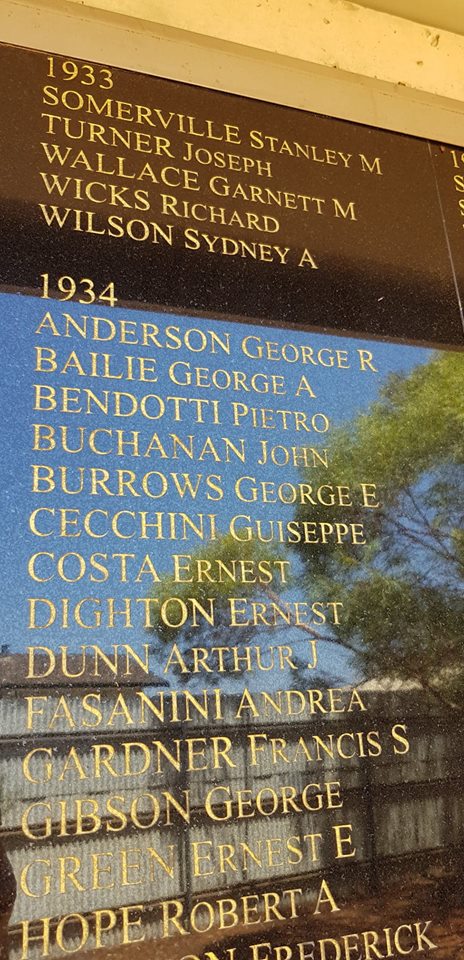 1933
SOMERVILLE STANLEY M
TURNER JOSEPH
WALLACE GARNETT M
WICKS RICHARD
WILSON SYDNEY A
1934
ANDERSON GEORGE R
BAILIE GEORGE A
BENDOTTI PIETRO
BUCHANAN JOHN
BURROWS GEORGE E
CECCHINI GUISEPPE
COSTA ERNEST
DIGHTON ERNEST
DUNN ARTHUR J
FASANINI ANDREA
GARDNER FRANCIS S
GIBSON GEORGE
GREEN ERNEST E
HOPE ROBERT A
FREDERICK